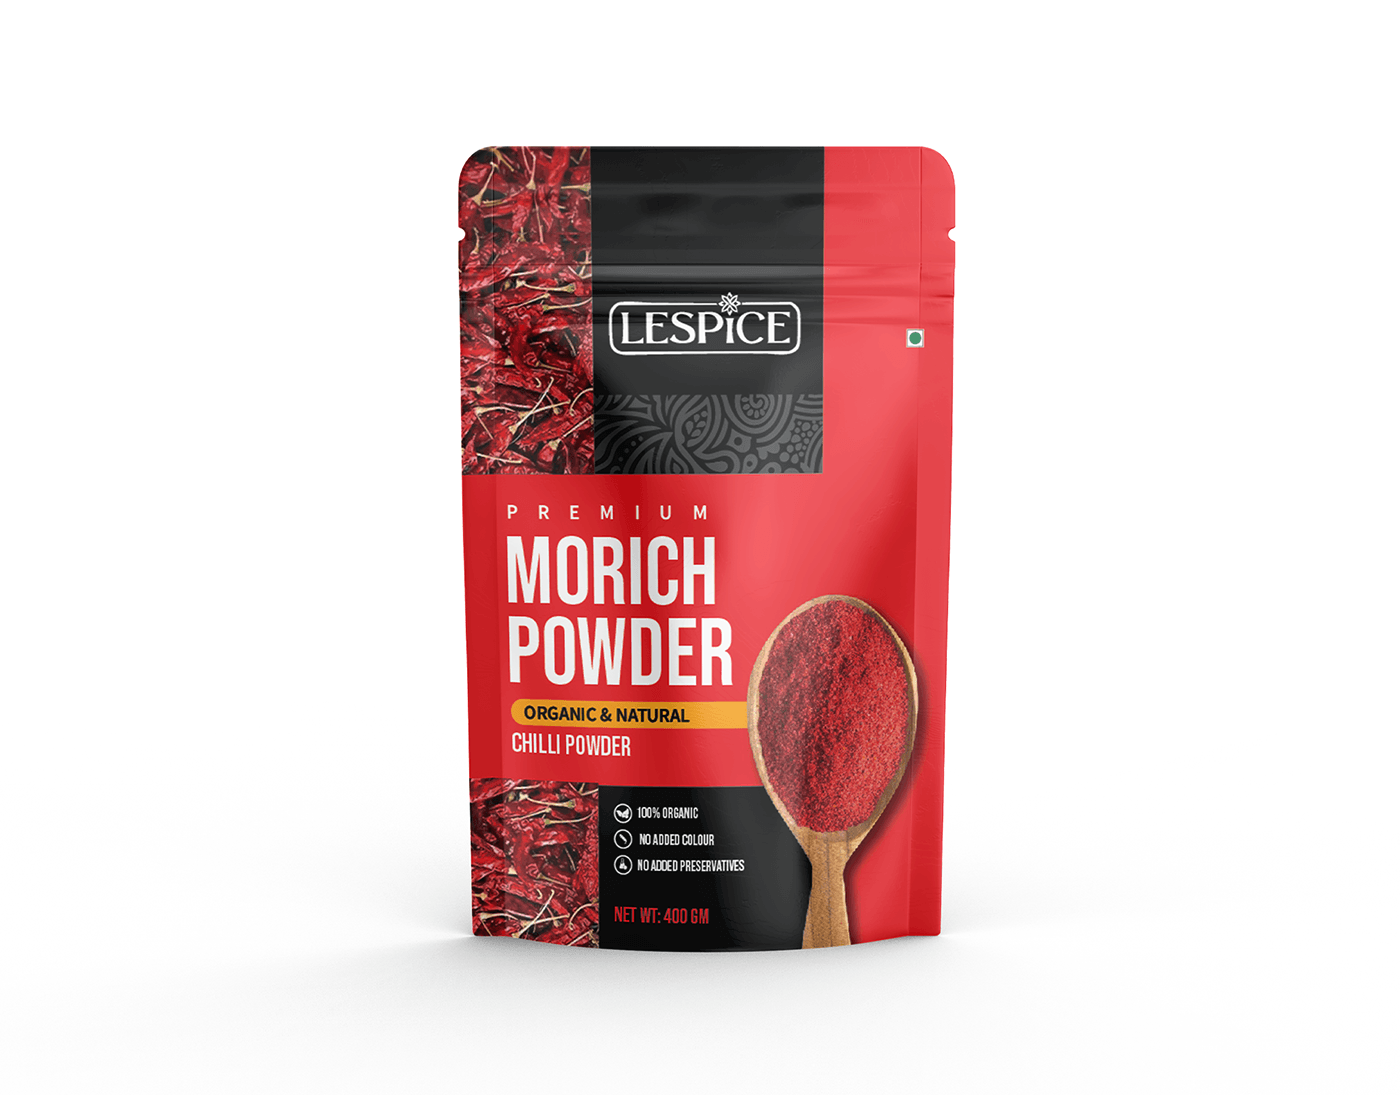 LESPiCE
PREMIUM
MORICH
POWDER
ORGANIC & NATURAL
CHILLI POWDER
100% ORGANIC
NO ADDED COLOUR
NO ADDED PRESERVATIVES
NET WT: 400 GM